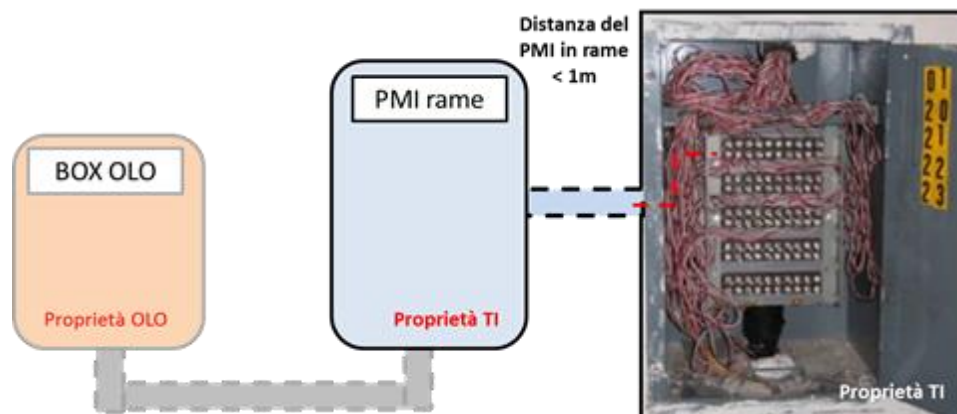 Distanza del
PMI in rame
< 1m
PMI rame
BOX OLO
Proprietà OLO
Proprietà TI
Proprietà TI
01
20
21
22
23